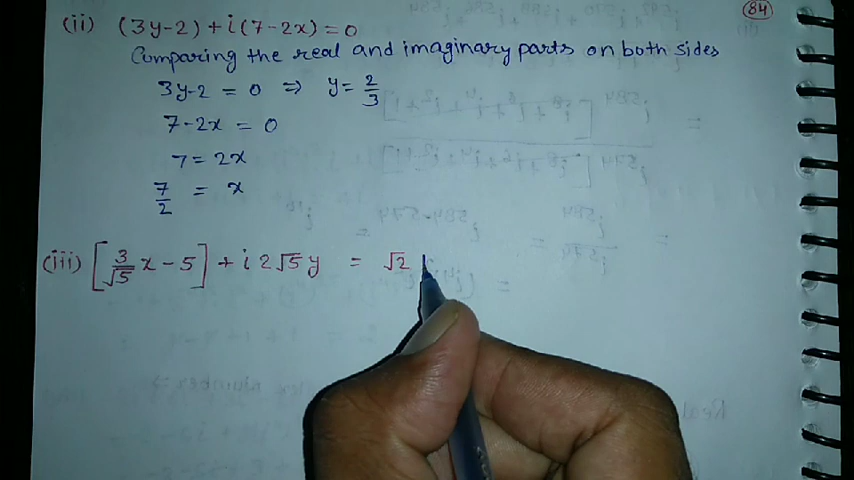 84
(ii) (3y-2) + i(7-2x) = 0
Comparing the real and imaginary parts on both sides
3y-2 = 0 ⇒ y = 2/3
7-2x = 0
7 = 2x
7/2 = x
(iii) [3/√5 x - 5] + i 2√5 y = √2